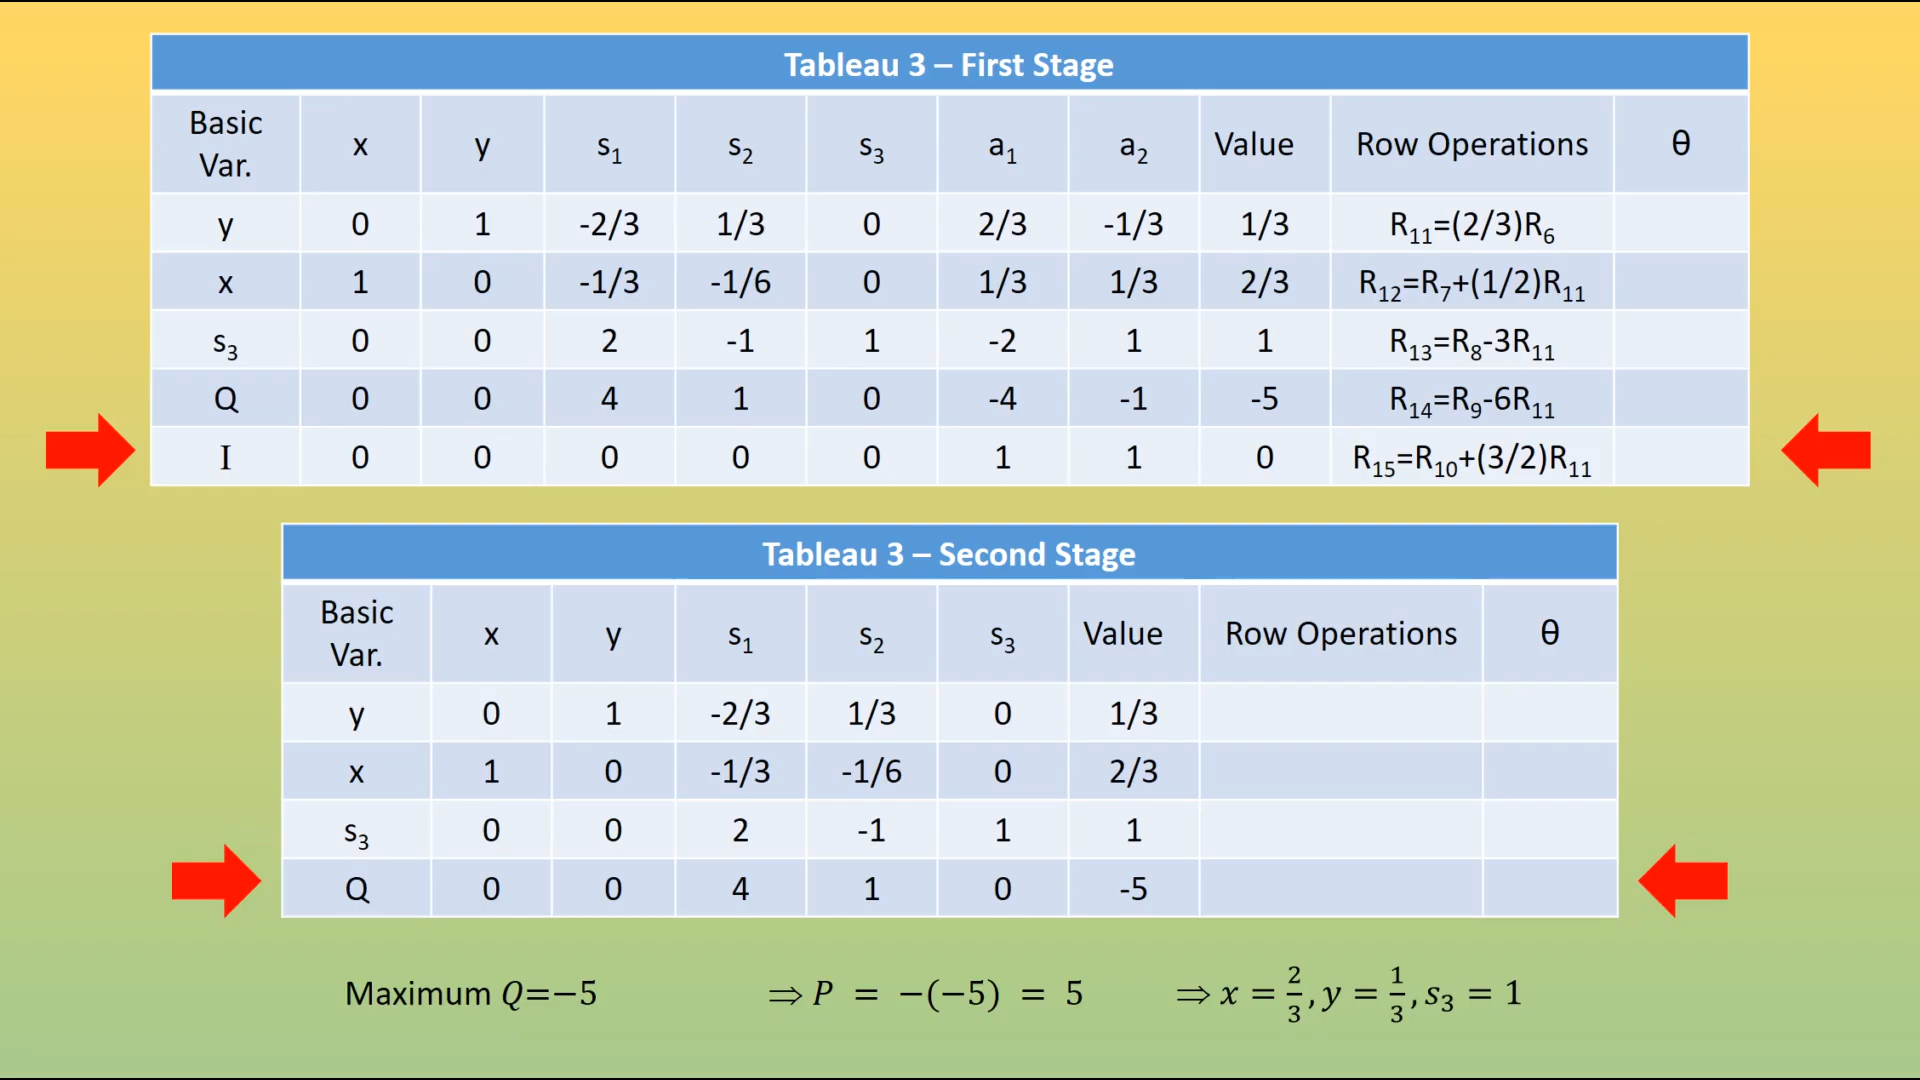 Tableau 3 – First Stage
Basic Var. x y s₁ s₂ s₃ a₁ a₂ Value Row Operations θ
y 0 1 -2/3 1/3 0 2/3 -1/3 1/3 R₁₁=(2/3)R₆
x 1 0 -1/3 -1/6 0 1/3 1/3 2/3 R₁₂=R₇+(1/2)R₁₁
s₃ 0 0 2 -1 1 -2 1 1 R₁₃=R₈-3R₁₁
Q 0 0 4 1 0 -4 -1 -5 R₁₄=R₉-6R₁₁
I 0 0 0 0 0 1 1 0 R₁₅=R₁₀+(3/2)R₁₁
Tableau 3 – Second Stage
Basic Var. x y s₁ s₂ s₃ Value Row Operations θ
y 0 1 -2/3 1/3 0 1/3
x 1 0 -1/3 -1/6 0 2/3
s₃ 0 0 2 -1 1 1
Q 0 0 4 1 0 -5
Maximum Q=−5 ⇒ P = −(−5) = 5 ⇒ x = 2/3, y = 1/3, s₃ = 1